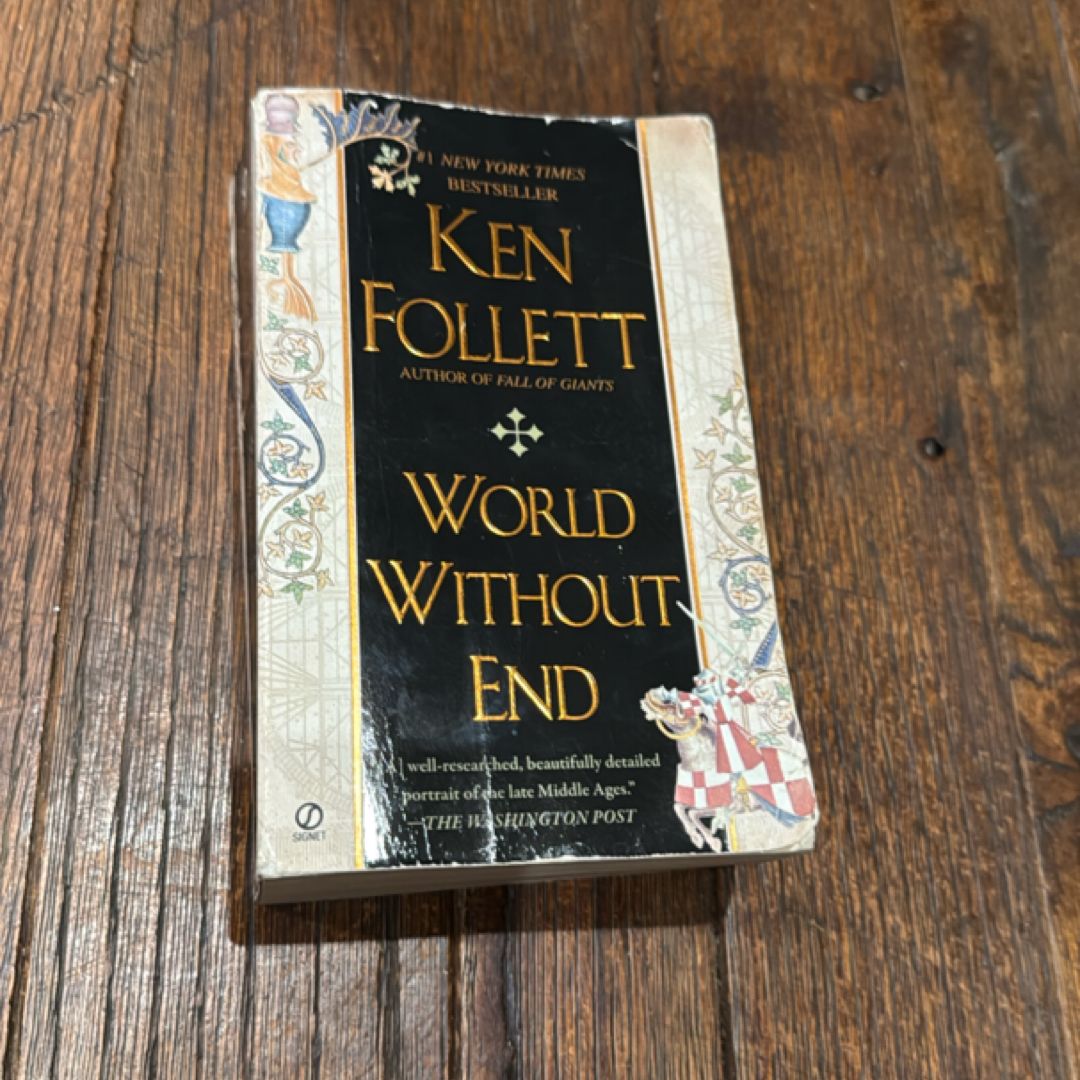 #1 NEW YORK TIMES
BESTSELLER
KEN
FOLLETT
AUTHOR OF FALL OF GIANTS
WORLD
WITHOUT
END
A] well-researched, beautifully detailed
portrait of the late Middle Ages."
—THE WASHINGTON POST
SIGNET